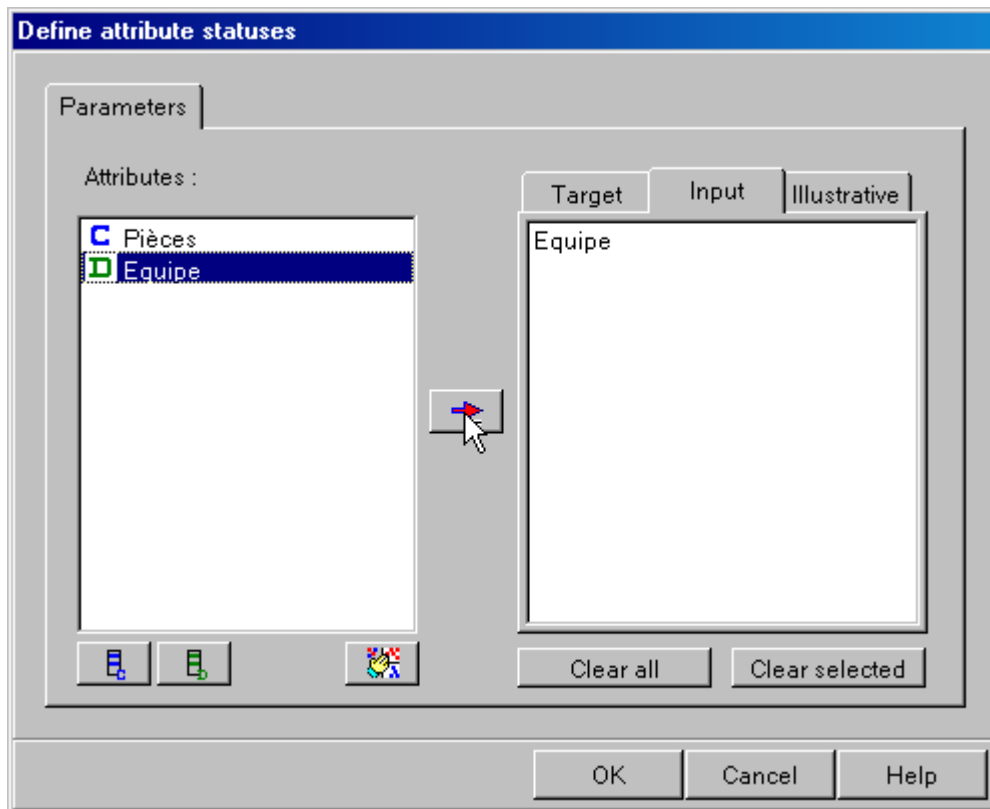 Define attribute statuses
Parameters
Attributes :
C Pièces
D Equipe
Target Input Illustrative
Equipe
C D
Clear all Clear selected
OK Cancel Help